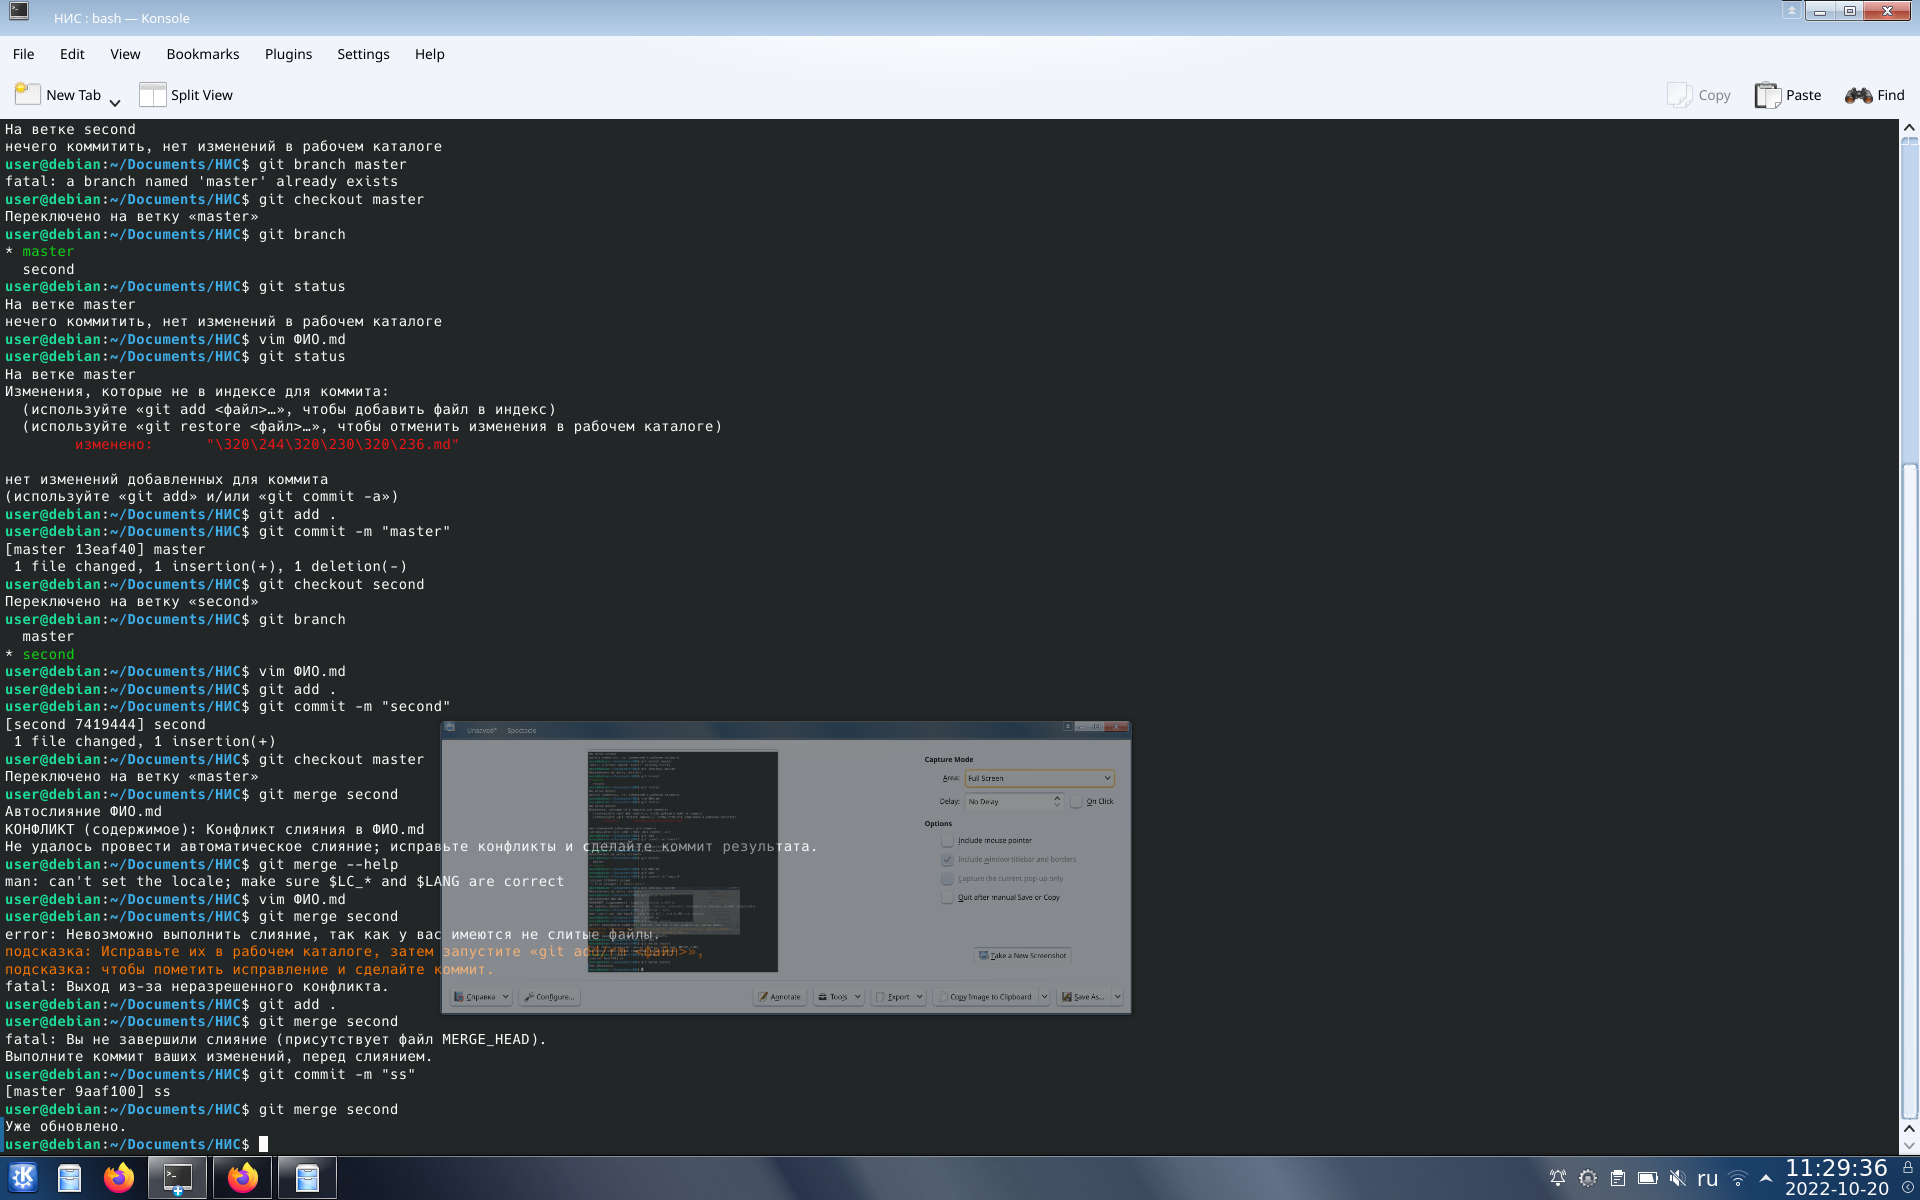 НИС : bash — Konsole
File Edit View Bookmarks Plugins Settings Help
New Tab Split View Copy Paste Find
На ветке second
нечего коммитить, нет изменений в рабочем каталоге
user@debian:~/Documents/НИС$ git branch master
fatal: a branch named 'master' already exists
user@debian:~/Documents/НИС$ git checkout master
Переключено на ветку «master»
user@debian:~/Documents/НИС$ git branch
* master
  second
user@debian:~/Documents/НИС$ git status
На ветке master
нечего коммитить, нет изменений в рабочем каталоге
user@debian:~/Documents/НИС$ vim ФИО.md
user@debian:~/Documents/НИС$ git status
На ветке master
Изменения, которые не в индексе для коммита:
  (используйте «git add <файл>…», чтобы добавить файл в индекс)
  (используйте «git restore <файл>…», чтобы отменить изменения в рабочем каталоге)
        изменено:      "\320\244\320\230\320\236.md"
нет изменений добавленных для коммита
(используйте «git add» и/или «git commit -a»)
user@debian:~/Documents/НИС$ git add .
user@debian:~/Documents/НИС$ git commit -m "master"
[master 13eaf40] master
 1 file changed, 1 insertion(+), 1 deletion(-)
user@debian:~/Documents/НИС$ git checkout second
Переключено на ветку «second»
user@debian:~/Documents/НИС$ git branch
  master
* second
user@debian:~/Documents/НИС$ vim ФИО.md
user@debian:~/Documents/НИС$ git add .
user@debian:~/Documents/НИС$ git commit -m "second"
[second 7419444] second
 1 file changed, 1 insertion(+)
user@debian:~/Documents/НИС$ git checkout master
Переключено на ветку «master»
user@debian:~/Documents/НИС$ git merge second
Автослияние ФИО.md
КОНФЛИКТ (содержимое): Конфликт слияния в ФИО.md
Не удалось провести автоматическое слияние; исправьте конфликты и сделайте коммит результата.
user@debian:~/Documents/НИС$ git merge --help
man: can't set the locale; make sure $LC_* and $LANG are correct
user@debian:~/Documents/НИС$ vim ФИО.md
user@debian:~/Documents/НИС$ git merge second
error: Невозможно выполнить слияние, так как у вас имеются не слитые файлы.
подсказка: Исправьте их в рабочем каталоге, затем запустите «git add/rm <файл>»,
подсказка: чтобы пометить исправление и сделайте коммит.
fatal: Выход из-за неразрешенного конфликта.
user@debian:~/Documents/НИС$ git add .
user@debian:~/Documents/НИС$ git merge second
fatal: Вы не завершили слияние (присутствует файл MERGE_HEAD).
Выполните коммит ваших изменений, перед слиянием.
user@debian:~/Documents/НИС$ git commit -m "ss"
[master 9aaf100] ss
user@debian:~/Documents/НИС$ git merge second
Уже обновлено.
user@debian:~/Documents/НИС$
Unsaved* Spectacle
Capture Mode
Area: Full Screen
Delay: No Delay On Click
Options
Include mouse pointer
Include window titlebar and borders
Capture the current pop-up only
Quit after manual Save or Copy
Take a New Screenshot
Справка Configure... Annotate Tools Export Copy Image to Clipboard Save As...
ru
11:29:36
2022-10-20